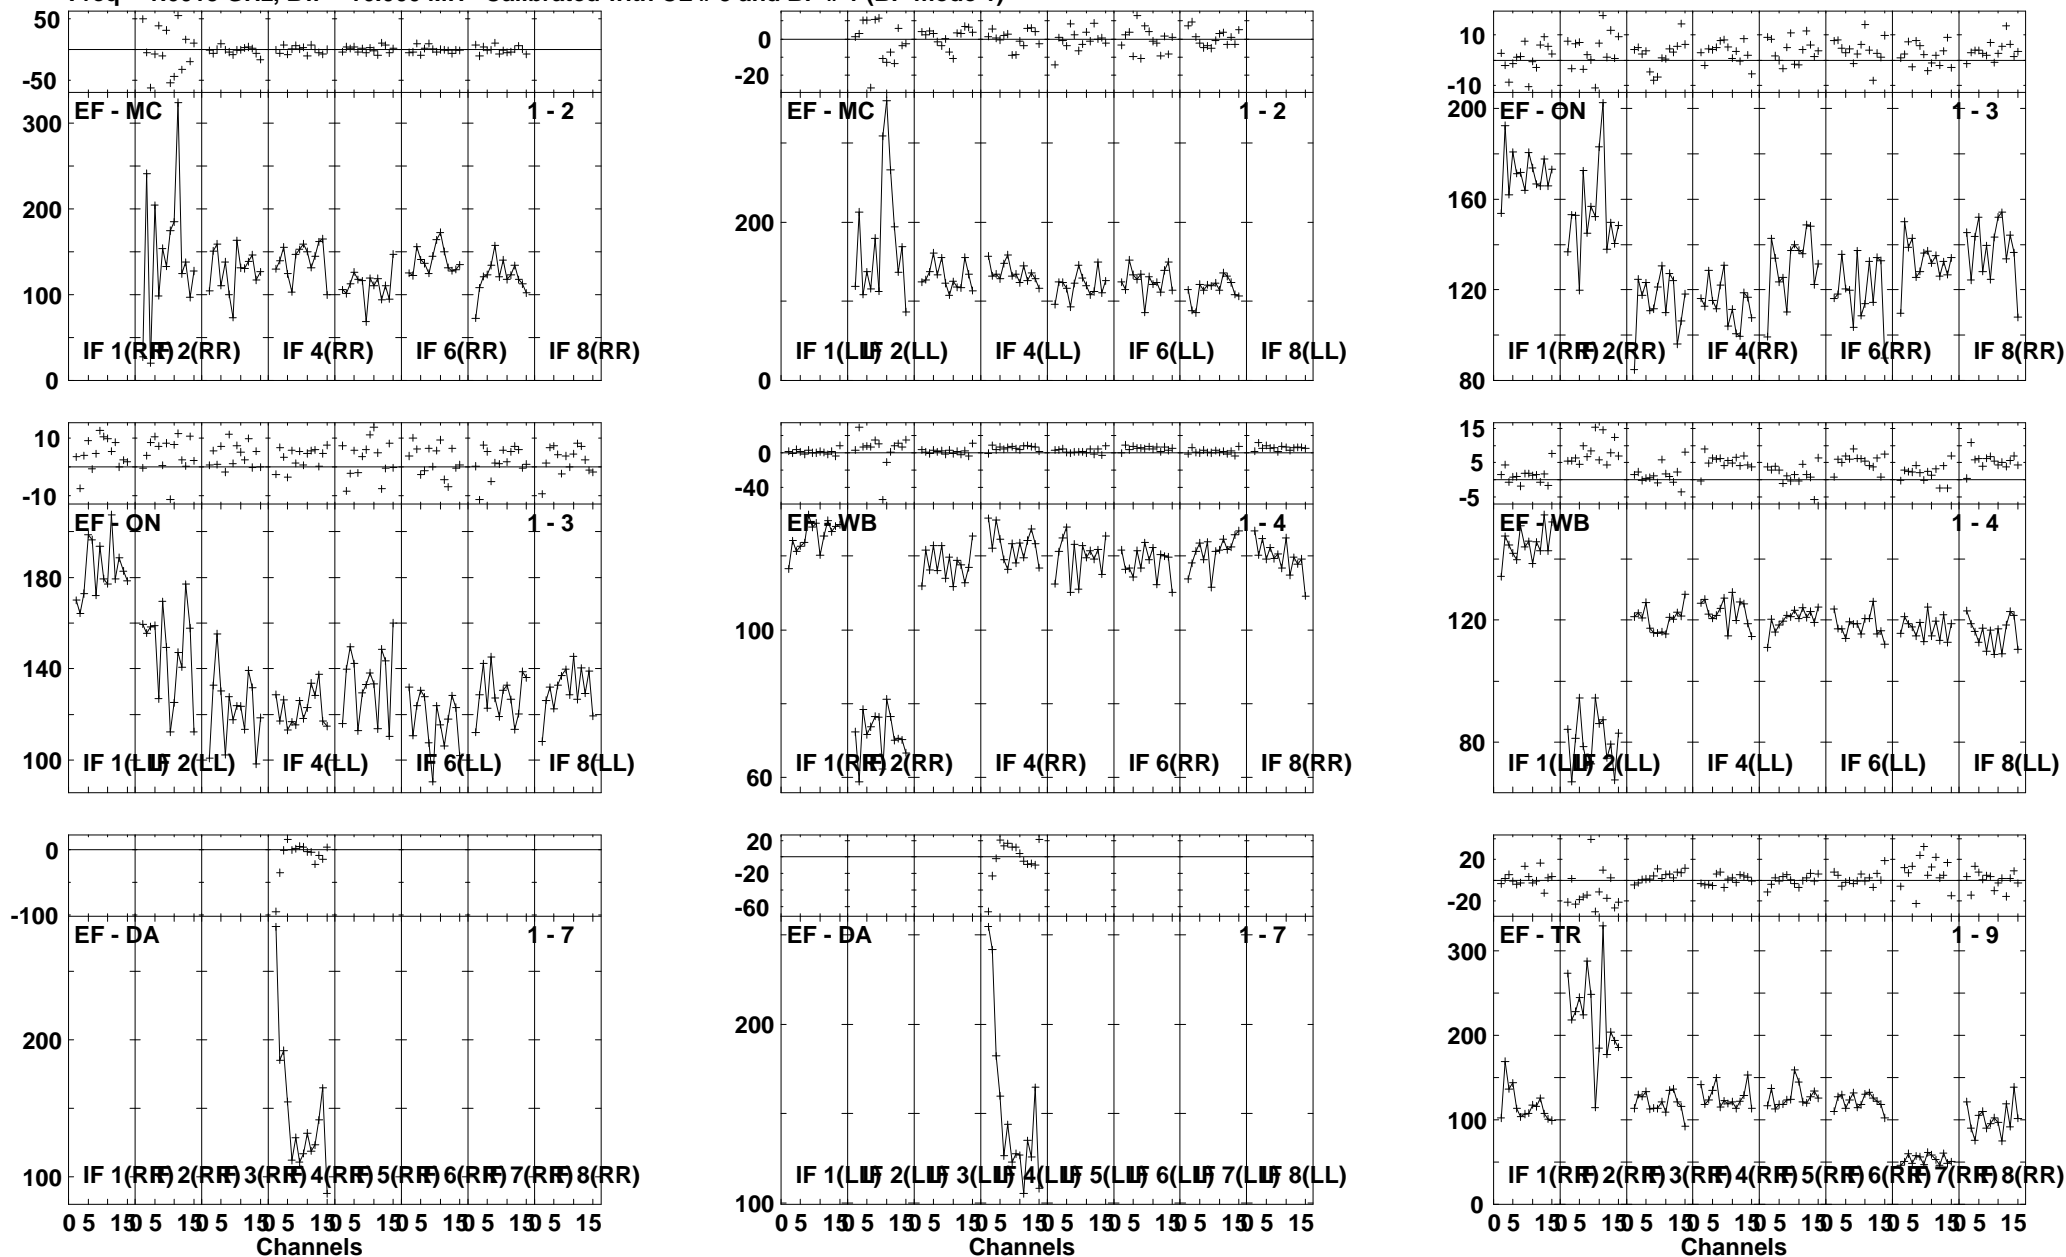 50
0
-50
EF - MC
1 - 2
300
200
100
0
IF 1(RR) IF 2(RR) IF 4(RR) IF 6(RR) IF 8(RR)
20
0
-20
EF - MC
1 - 2
200
0
IF 1(LL) IF 2(LL) IF 4(LL) IF 6(LL) IF 8(LL)
10
-10
EF - ON
1 - 3
200
160
120
80
IF 1(RR) IF 2(RR) IF 4(RR) IF 6(RR) IF 8(RR)
10
-10
EF - ON
1 - 3
180
140
100
IF 1(LL) IF 2(LL) IF 4(LL) IF 6(LL) IF 8(LL)
0
-40
EF - WB
1 - 4
100
60
IF 1(RR) IF 2(RR) IF 4(RR) IF 6(RR) IF 8(RR)
15
5
-5
EF - WB
1 - 4
120
80
IF 1(LL) IF 2(LL) IF 4(LL) IF 6(LL) IF 8(LL)
0
-100
EF - DA
1 - 7
200
100
IF 1(RR) IF 2(RR) IF 3(RR) IF 4(RR) IF 5(RR) IF 6(RR) IF 7(RR) IF 8(RR)
0 5 15 0 5 15 0 5 15 0 5 15 0 5 15 0 5 15 0 5 15 0 5 15
Channels
20
0
-20
-60
EF - DA
1 - 7
200
100
IF 1(LL) IF 2(LL) IF 3(LL) IF 4(LL) IF 5(LL) IF 6(LL) IF 7(LL) IF 8(LL)
0 5 15 0 5 15 0 5 15 0 5 15 0 5 15 0 5 15 0 5 15 0 5 15
Channels
20
-20
EF - TR
1 - 9
300
200
100
0
IF 1(RR) IF 2(RR) IF 3(RR) IF 4(RR) IF 5(RR) IF 6(RR) IF 7(RR) IF 8(RR)
0 5 15 0 5 15 0 5 15 0 5 15 0 5 15 0 5 15 0 5 15 0 5 15
Channels